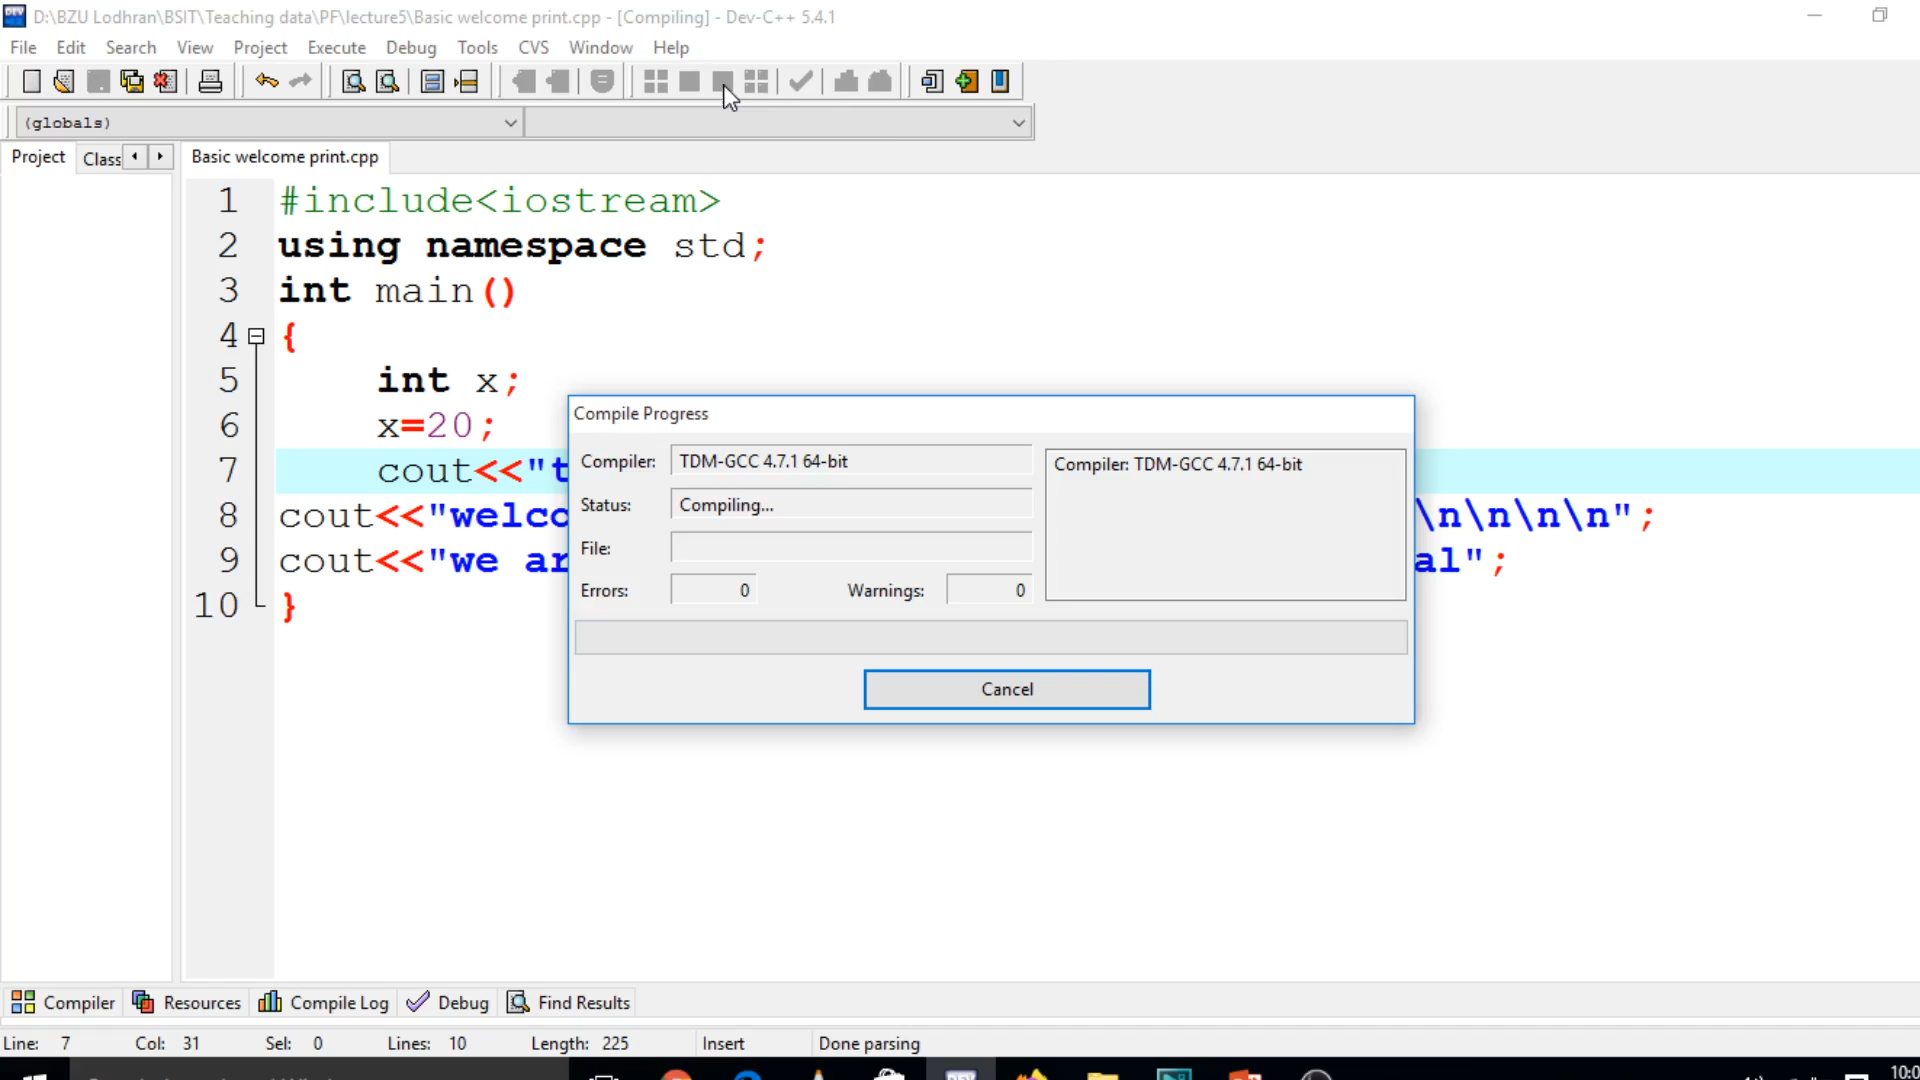 D:\BZU Lodhran\BSIT\Teaching data\PF\lecture5\Basic welcome print.cpp - [Compiling] - Dev-C++ 5.4.1
File Edit Search View Project Execute Debug Tools CVS Window Help
(globals)
Project Class Basic welcome print.cpp
1 #include<iostream>
2 using namespace std;
3 int main()
4 {
5 int x;
6 x=20;
7 cout<<"t
8 cout<<"welco \n\n\n\n";
9 cout<<"we ar al";
10 }
Compile Progress
Compiler: TDM-GCC 4.7.1 64-bit
Status: Compiling...
File:
Errors: 0 Warnings: 0
Compiler: TDM-GCC 4.7.1 64-bit
Cancel
Compiler Resources Compile Log Debug Find Results
Line: 7 Col: 31 Sel: 0 Lines: 10 Length: 225 Insert Done parsing
DEV
10:0